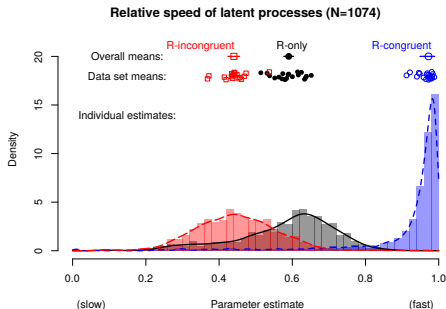 Relative speed of latent processes (N=1074)
R-incongruent R-only R-congruent
Overall means:
Data set means:
Individual estimates:
Density
20
15
10
5
0
0.0 0.2 0.4 0.6 0.8 1.0
(slow) Parameter estimate (fast)